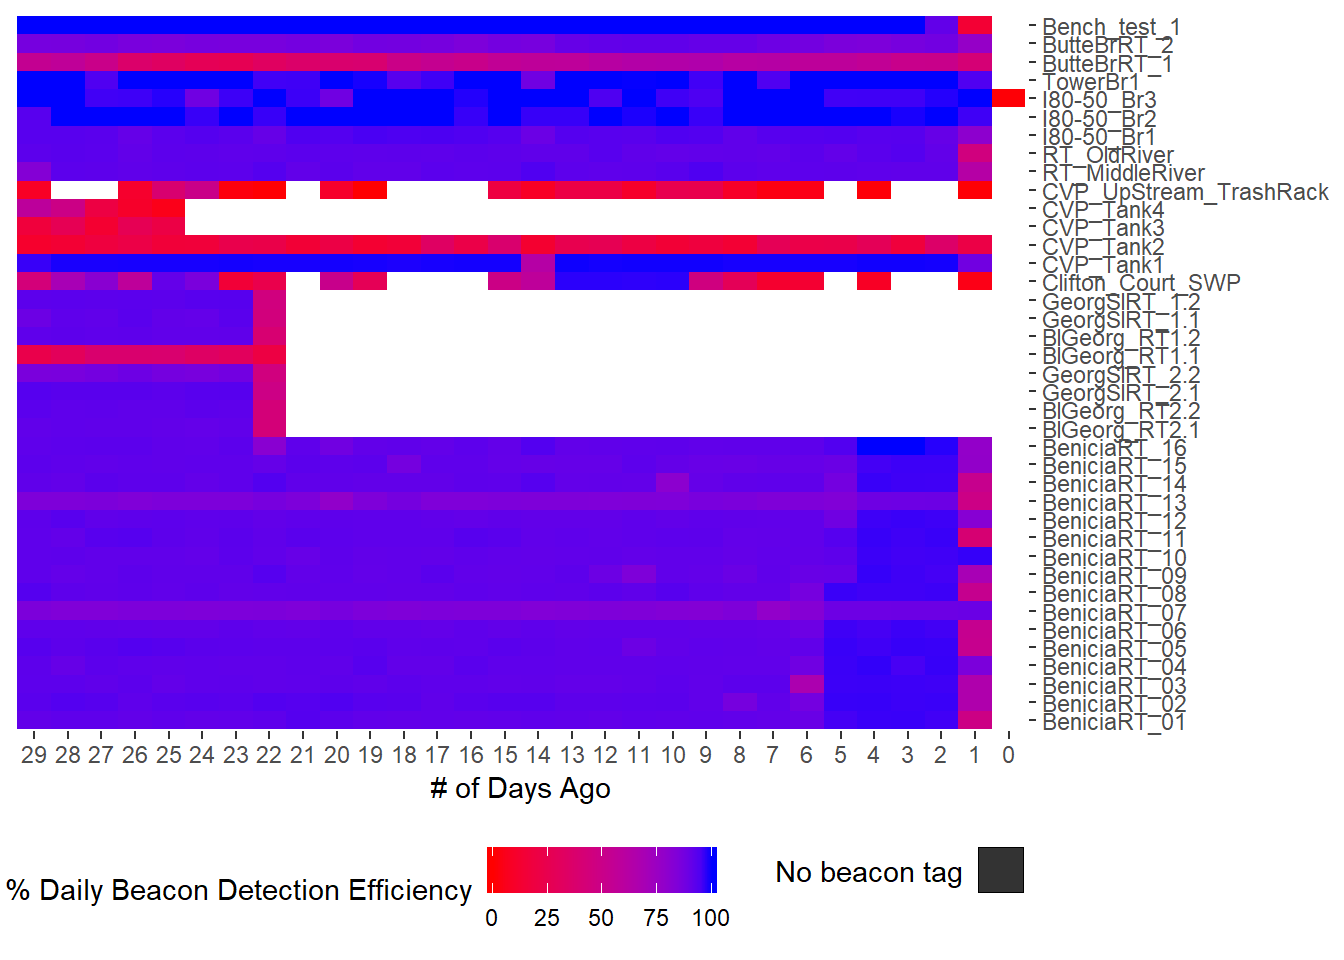 Bench_test_1
ButteBrRT_2
ButteBrRT_1
TowerBr1
I80-50_Br3
I80-50_Br2
I80-50_Br1
RT_OldRiver
RT_MiddleRiver
CVP_UpStream_TrashRack
CVP_Tank4
CVP_Tank3
CVP_Tank2
CVP_Tank1
Clifton_Court_SWP
GeorgSlRT_1.2
GeorgSlRT_1.1
BlGeorg_RT1.2
BlGeorg_RT1.1
GeorgSlRT_2.2
GeorgSlRT_2.1
BlGeorg_RT2.2
BlGeorg_RT2.1
BeniciaRT_16
BeniciaRT_15
BeniciaRT_14
BeniciaRT_13
BeniciaRT_12
BeniciaRT_11
BeniciaRT_10
BeniciaRT_09
BeniciaRT_08
BeniciaRT_07
BeniciaRT_06
BeniciaRT_05
BeniciaRT_04
BeniciaRT_03
BeniciaRT_02
BeniciaRT_01
29 28 27 26 25 24 23 22 21 20 19 18 17 16 15 14 13 12 11 10 9 8 7 6 5 4 3 2 1 0
# of Days Ago
% Daily Beacon Detection Efficiency
0 25 50 75 100
No beacon tag